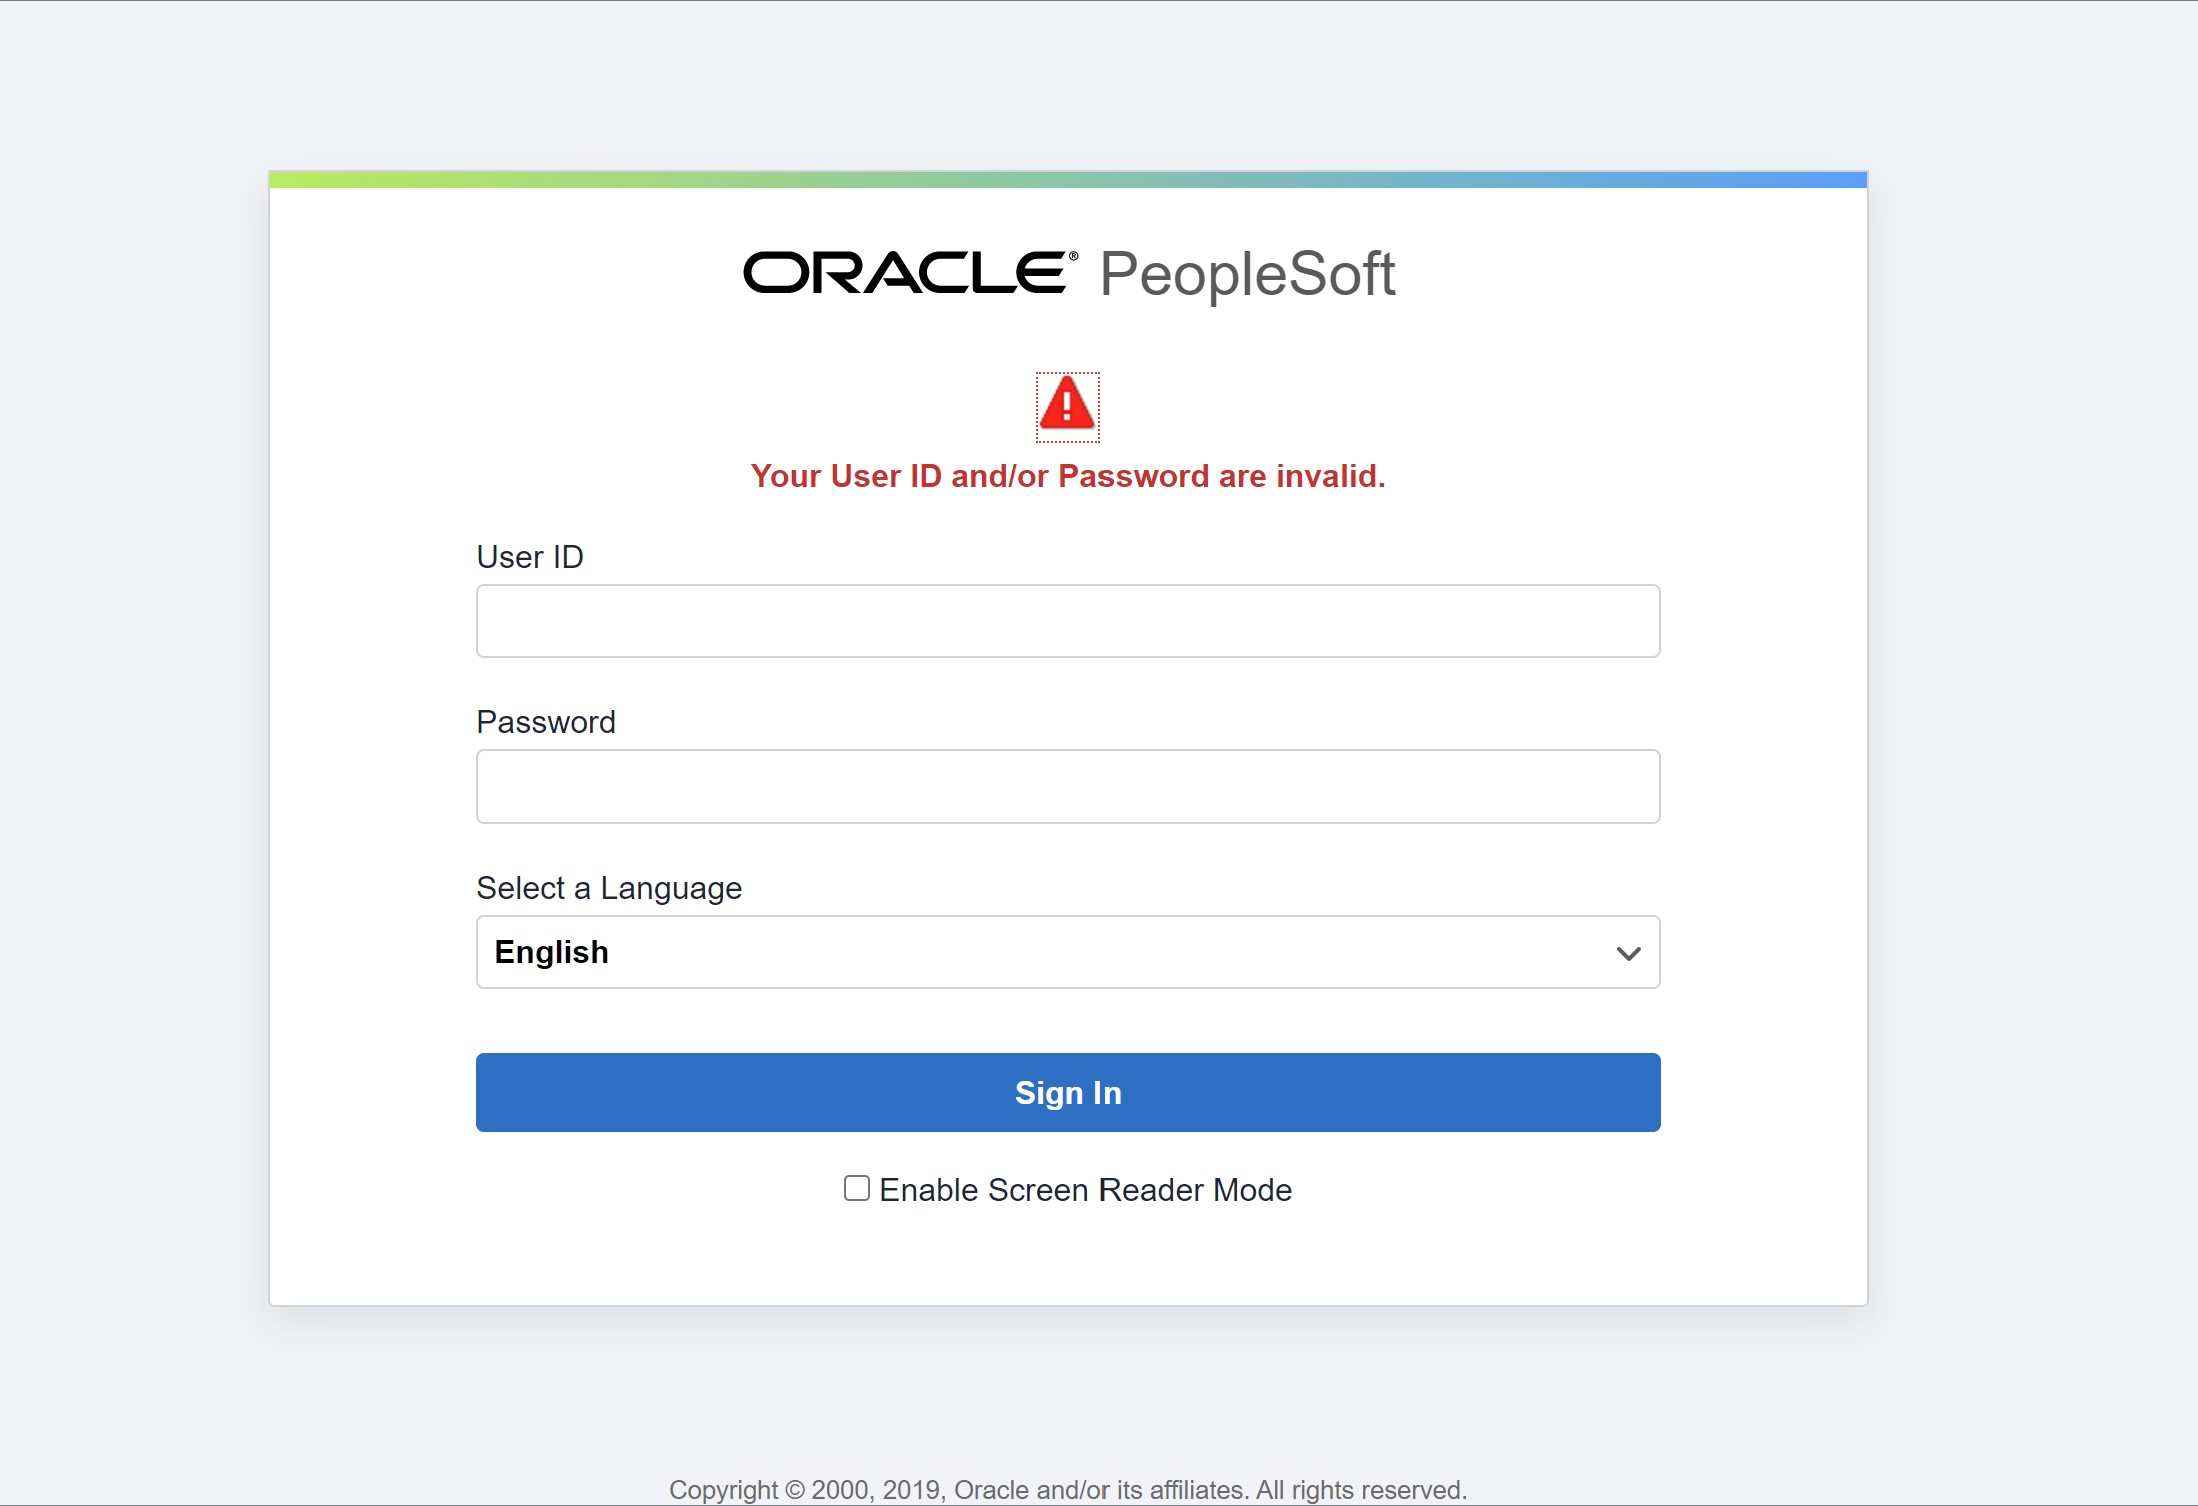 ORACLE® PeopleSoft
Your User ID and/or Password are invalid.
User ID
Password
Select a Language
English
Sign In
Enable Screen Reader Mode
Copyright © 2000, 2019, Oracle and/or its affiliates. All rights reserved.